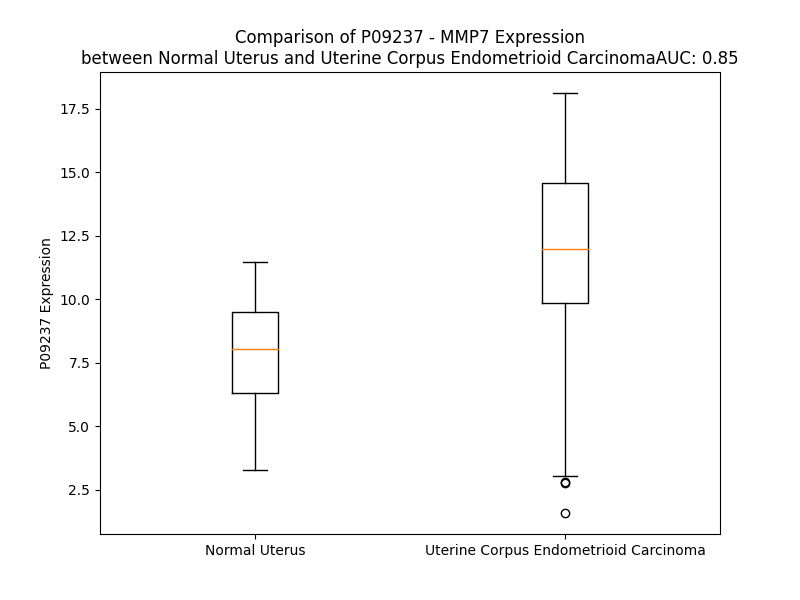 Comparison of P09237 - MMP7 Expression
between Normal Uterus and Uterine Corpus Endometrioid CarcinomaAUC: 0.85
17.5
15.0
12.5
10.0
7.5
5.0
2.5
P09237 Expression
Normal Uterus
Uterine Corpus Endometrioid Carcinoma